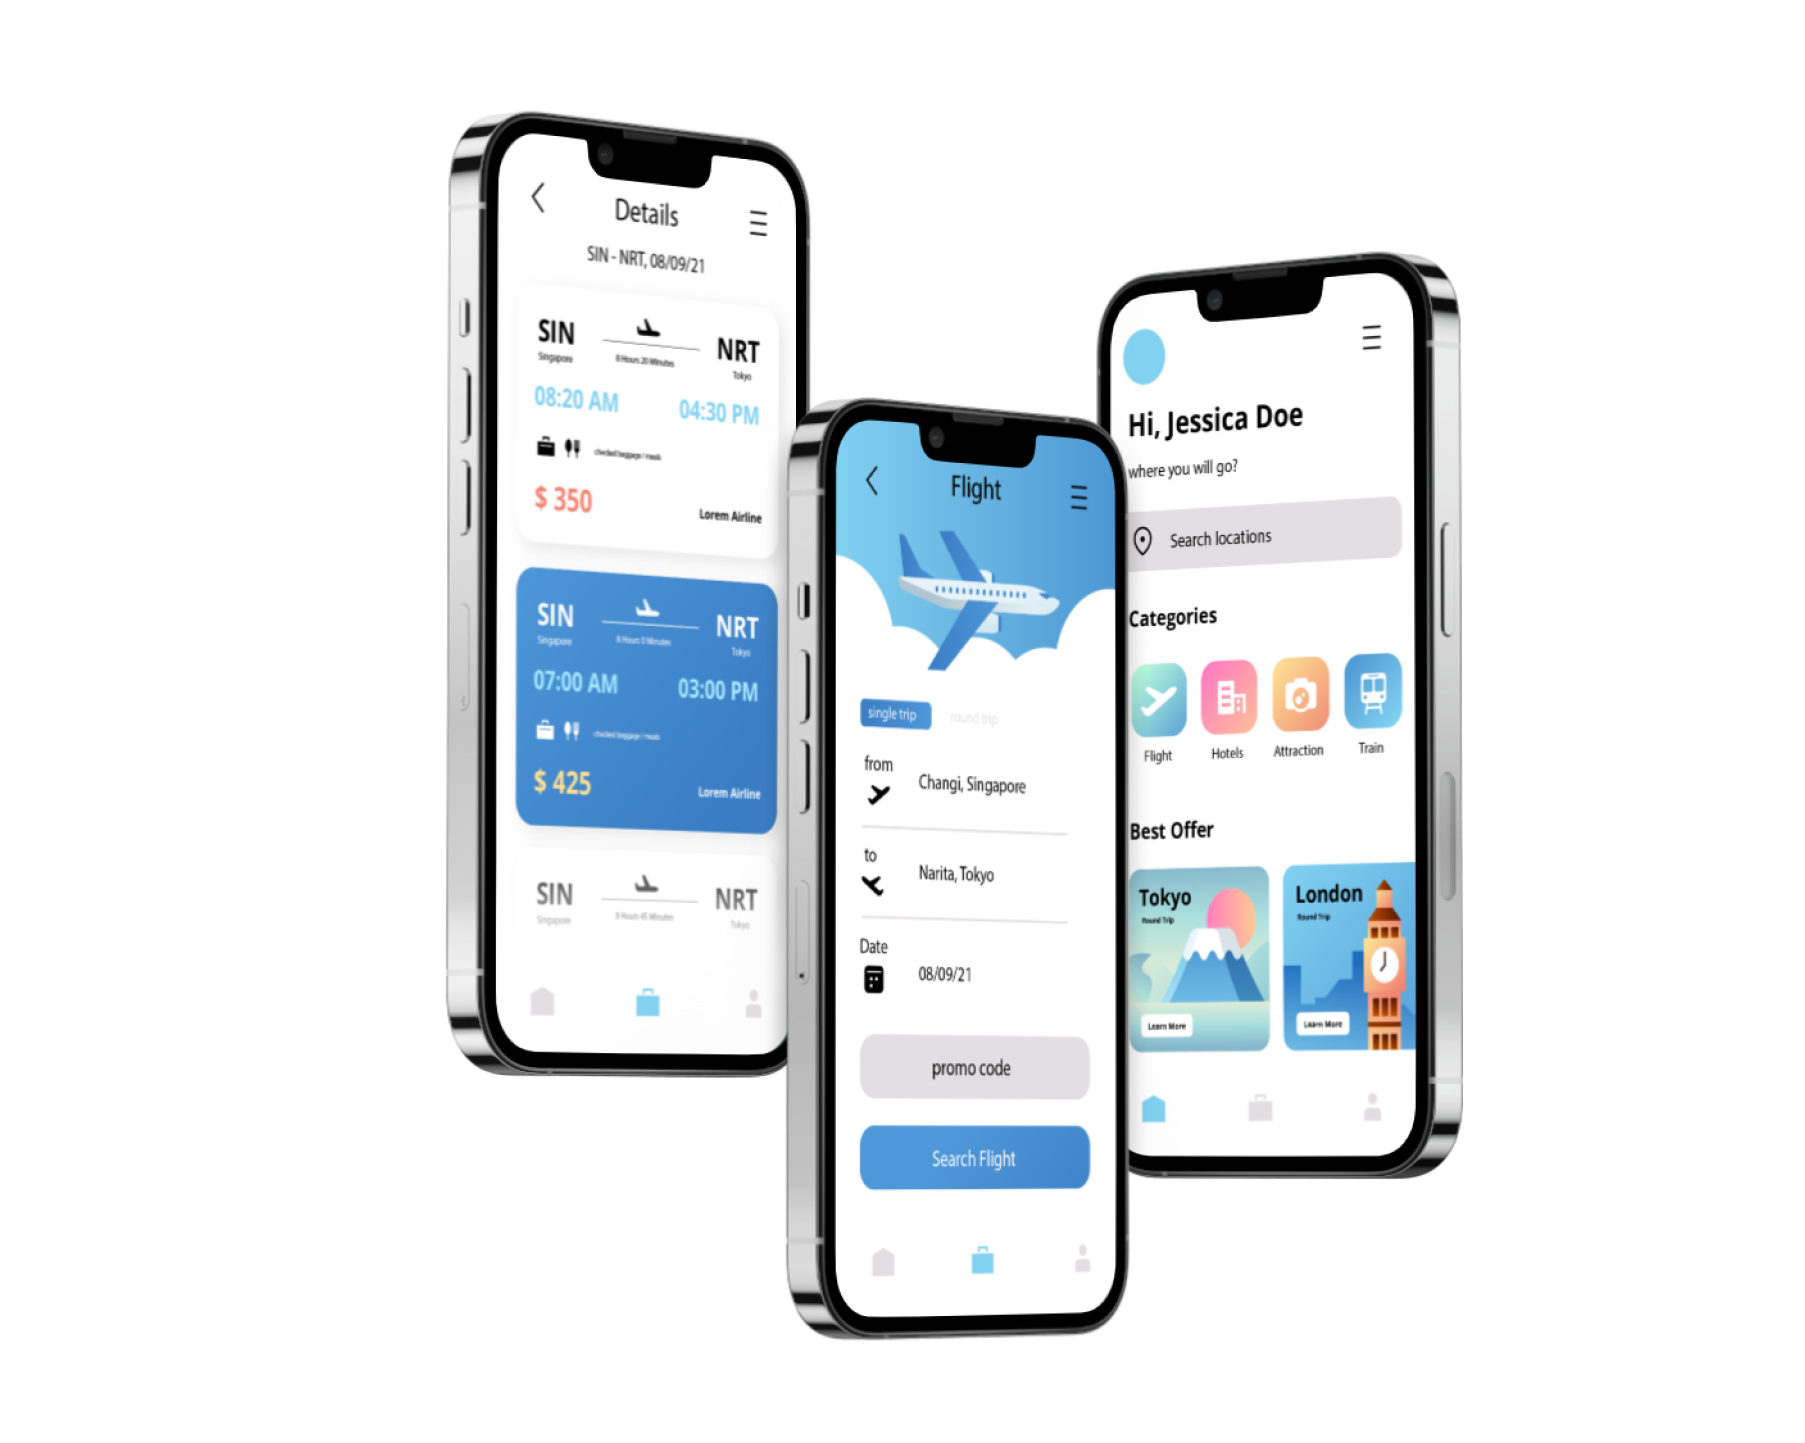 Details
SIN - NRT, 08/09/21
SIN
Singapore
8 Hours 20 Minutes
NRT
Tokyo
08:20 AM
04:30 PM
checked baggage / meals
$ 350
Lorem Airline
SIN
Singapore
8 Hours 0 Minutes
NRT
Tokyo
07:00 AM
03:00 PM
checked baggage / meals
$ 425
Lorem Airline
SIN
Singapore
8 Hours 45 Minutes
NRT
Tokyo
Flight
single trip
round trip
from
Changi, Singapore
to
Narita, Tokyo
Date
08/09/21
promo code
Search Flight
Hi, Jessica Doe
where you will go?
Search locations
Categories
Flight
Hotels
Attraction
Train
Best Offer
Tokyo
Round Trip
Learn More
London
Round Trip
Learn More